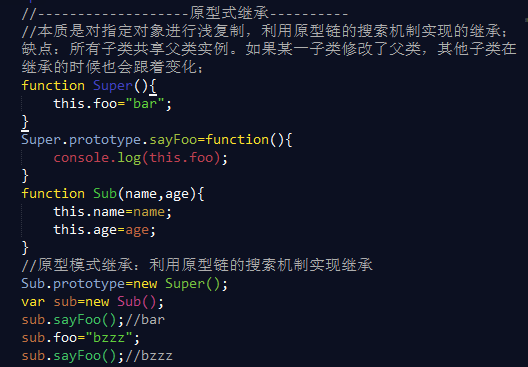 //-------------------原型式继承----------
//本质是对指定对象进行浅复制，利用原型链的搜索机制实现的继承；
缺点：所有子类共享父类实例。如果某一子类修改了父类，其他子类在
继承的时候也会跟着变化；
function Super(){
    this.foo="bar";
}
Super.prototype.sayFoo=function(){
    console.log(this.foo);
}
function Sub(name,age){
    this.name=name;
    this.age=age;
}
//原型模式继承：利用原型链的搜索机制实现继承
Sub.prototype=new Super();
var sub=new Sub();
sub.sayFoo();//bar
sub.foo="bzzz";
sub.sayFoo();//bzzz